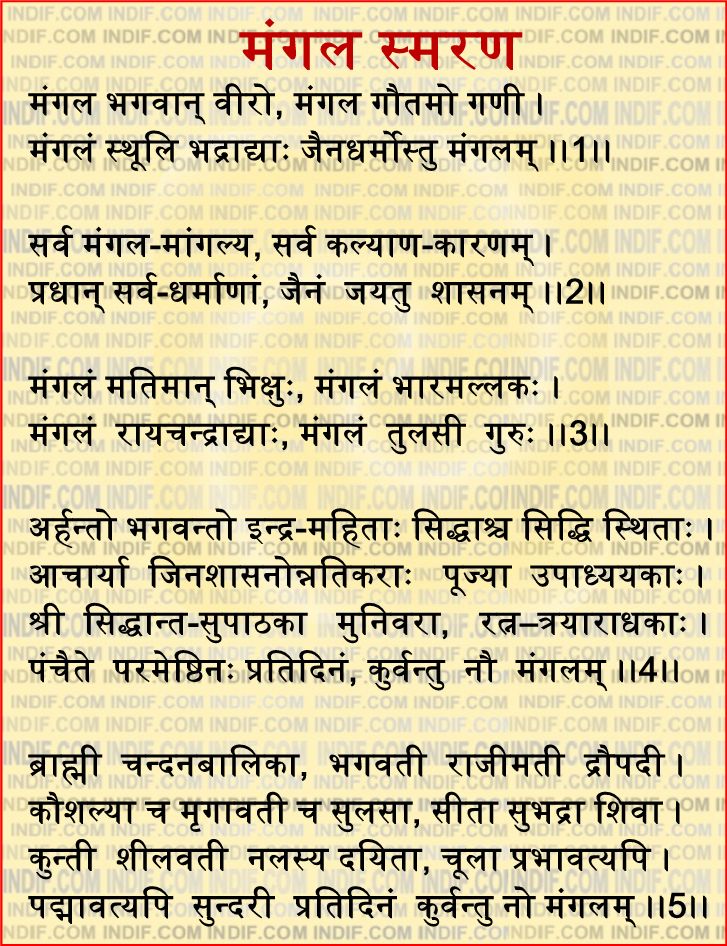 मंगल स्मरण
मंगल भगवान् वीरो, मंगल गौतमो गणी ।
मंगलं स्थूलि भद्राद्याः जैनधर्मोस्तु मंगलम् ।।1।।
सर्व मंगल-मांगल्य, सर्व कल्याण-कारणम् ।
प्रधान् सर्व-धर्माणां, जैनं जयतु शासनम् ।।2।।
मंगलं मतिमान् भिक्षुः, मंगलं भारमल्लकः ।
मंगलं रायचन्द्राद्याः, मंगलं तुलसी गुरुः ।।3।।
अर्हन्तो भगवन्तो इन्द्र-महिताः सिद्धाश्च सिद्धि स्थिताः ।
आचार्या जिनशासनोन्नतिकराः पूज्या उपाध्ययकाः ।
श्री सिद्धान्त-सुपाठका मुनिवरा, रत्न–त्रयाराधकाः ।
पंचैते परमेष्ठिनः प्रतिदिनं, कुर्वन्तु नौ मंगलम् ।।4।।
ब्राह्मी चन्दनबालिका, भगवती राजीमती द्रौपदी ।
कौशल्या च मृगावती च सुलसा, सीता सुभद्रा शिवा ।
कुन्ती शीलवती नलस्य दयिता, चूला प्रभावत्यपि ।
पद्मावत्यपि सुन्दरी प्रतिदिनं कुर्वन्तु नो मंगलम् ।।5।।